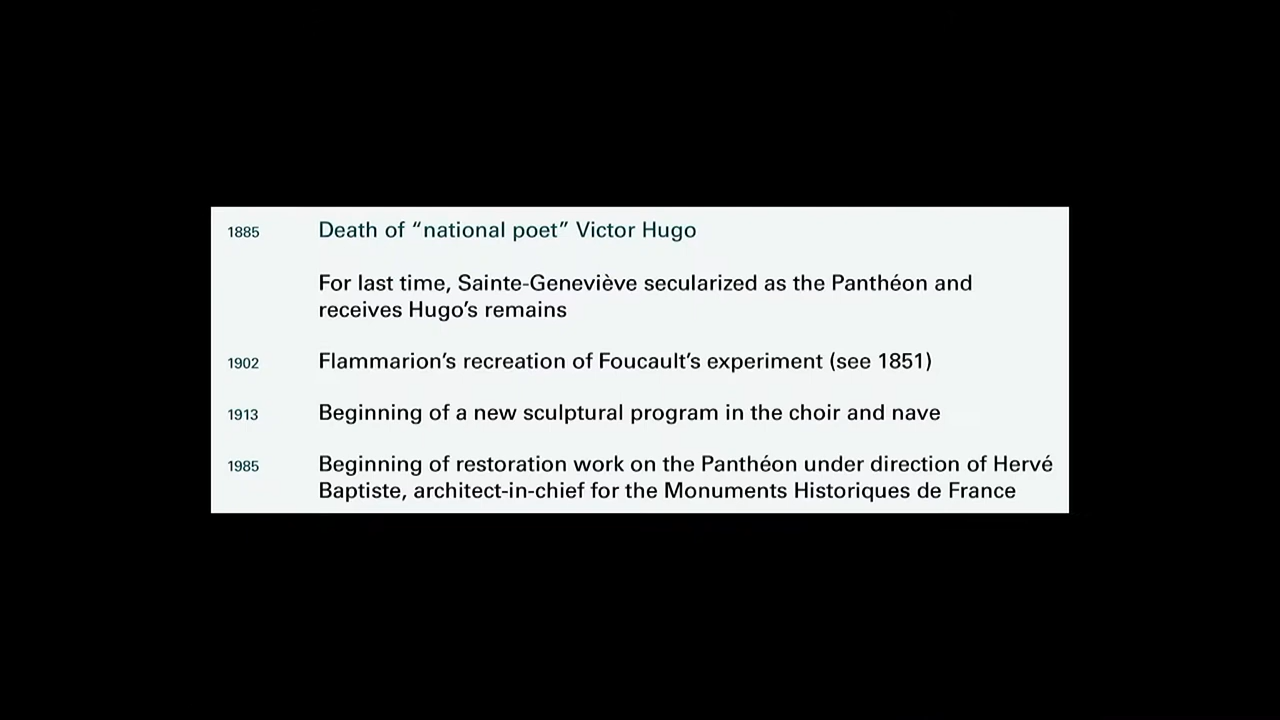 1885 Death of “national poet” Victor Hugo
For last time, Sainte-Geneviève secularized as the Panthéon and
receives Hugo’s remains
1902 Flammarion’s recreation of Foucault’s experiment (see 1851)
1913 Beginning of a new sculptural program in the choir and nave
1985 Beginning of restoration work on the Panthéon under direction of Hervé
Baptiste, architect-in-chief for the Monuments Historiques de France